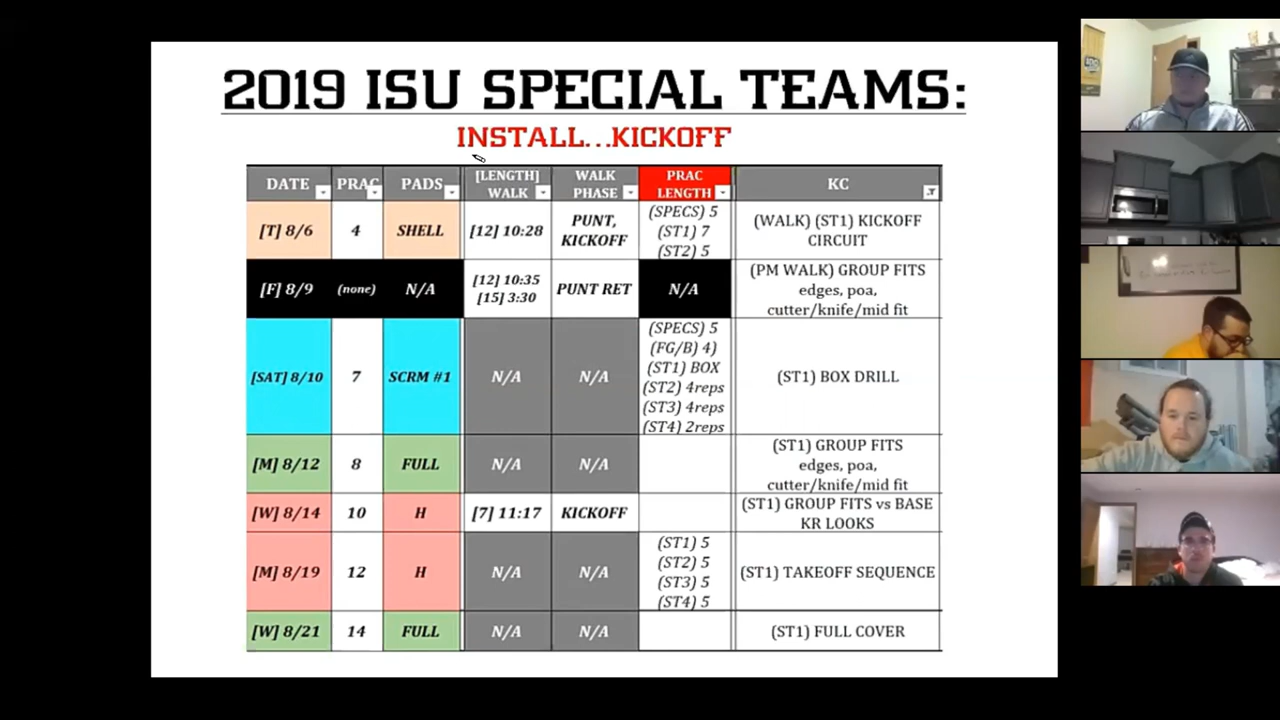 2019 ISU SPECIAL TEAMS:
INSTALL...KICKOFF
DATE PRAC PADS [LENGTH] WALK WALK PHASE PRAC LENGTH KC
[T] 8/6 4 SHELL [12] 10:28 PUNT, KICKOFF (SPECS) 5 (ST1) 7 (ST2) 5 (WALK) (ST1) KICKOFF CIRCUIT
[F] 8/9 (none) N/A [12] 10:35 [15] 3:30 PUNT RET N/A (PM WALK) GROUP FITS edges, poa, cutter/knife/mid fit
[SAT] 8/10 7 SCRM #1 N/A N/A (SPECS) 5 (FG/B) 4) (ST1) BOX (ST2) 4reps (ST3) 4reps (ST4) 2reps (ST1) BOX DRILL
[M] 8/12 8 FULL N/A N/A (ST1) GROUP FITS edges, poa, cutter/knife/mid fit
[W] 8/14 10 H [7] 11:17 KICKOFF (ST1) GROUP FITS vs BASE KR LOOKS
[M] 8/19 12 H N/A N/A (ST1) 5 (ST2) 5 (ST3) 5 (ST4) 5 (ST1) TAKEOFF SEQUENCE
[W] 8/21 14 FULL N/A N/A (ST1) FULL COVER